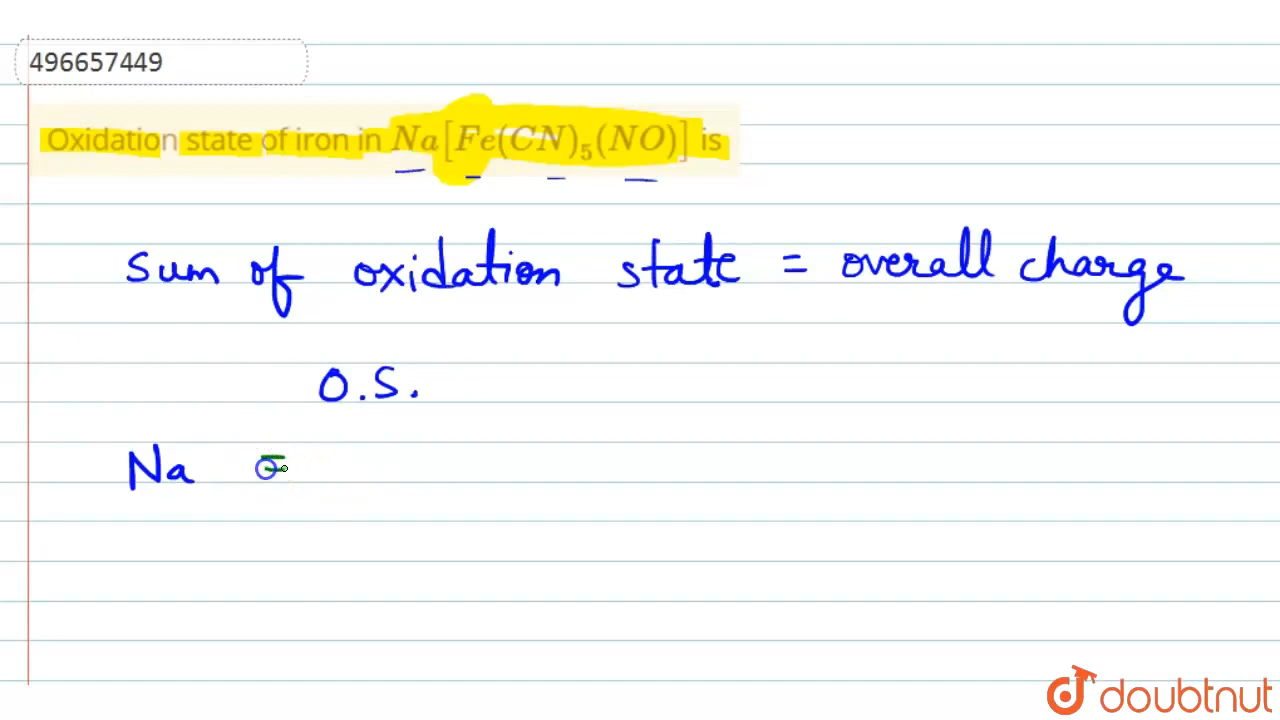 496657449
Oxidation state of iron in Na[Fe(CN)₅(NO)] is
sum of oxidation state = overall charge
O.S.
Na =
doubtnut